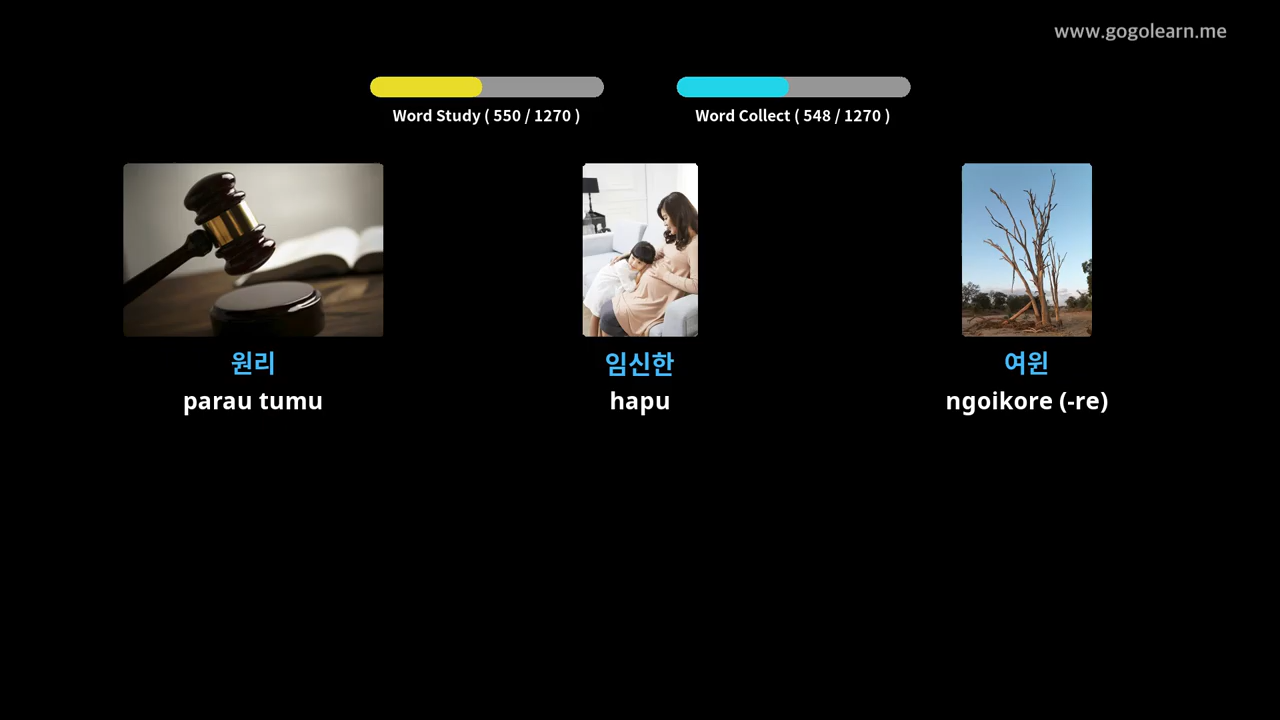 www.gogolearn.me
Word Study ( 550 / 1270 )
Word Collect ( 548 / 1270 )
원리
임신한
여윈
parau tumu
hapu
ngoikore (-re)